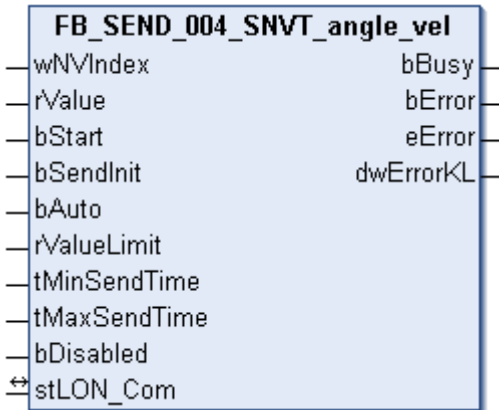 FB_SEND_004_SNVT_angle_vel
wNVIndex bBusy
rValue bError
bStart eError
bSendInit dwErrorKL
bAuto
rValueLimit
tMinSendTime
tMaxSendTime
bDisabled
stLON_Com